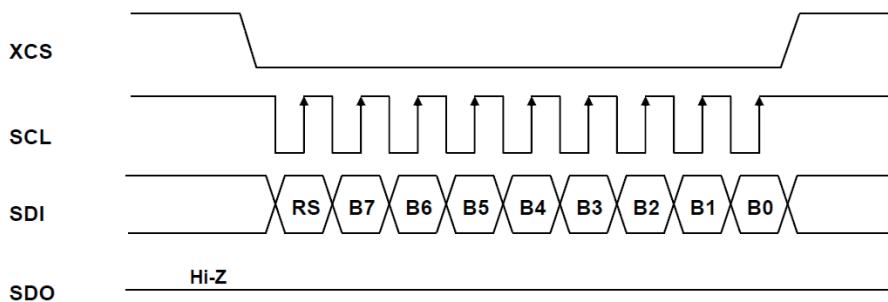 XCS
SCL
SDI RS B7 B6 B5 B4 B3 B2 B1 B0
Hi-Z
SDO